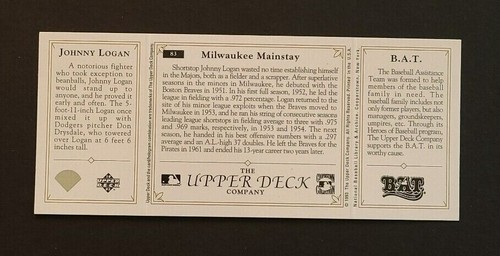 JOHNNY LOGAN
A notorious fighter
who took exception to
beanballs, Johnny Logan
would stand up to
anyone, and he proved it
early and often. The 5-
foot-11-inch Logan once
mixed it up with
Dodgers pitcher Don
Drysdale, who towered
over Logan at 6 feet 6
inches tall.
UPPER DECK
83
Milwaukee Mainstay
Shortstop Johnny Logan wasted no time establishing himself
in the Majors, both as a fielder and a scrapper. After superlative
seasons in the minors in Milwaukee, he debuted with the
Boston Braves in 1951. In his first full season, 1952, he led the
league in fielding with a .972 percentage. Logan returned to the
site of his minor league exploits when the Braves moved to
Milwaukee in 1953, and he ran his string of consecutive seasons
leading all shortstops in fielding average to three with .975
and .969 marks, respectively, in 1953 and 1954. The next
season, he handed in his best offensive numbers with a .297
average and an A.L.-high 37 doubles. He left the Braves for the
Pirates in 1961 and ended his 13-year career two years later.
THE
UPPER DECK
COMPANY
B.A.T.
The Baseball Assistance
Team was formed to help
members of the baseball
family in need. The
baseball family includes not
only former players, but also
managers, groundskeepers,
umpires, etc. Through its
Heroes of Baseball program,
The Upper Deck Company
supports the B.A.T. in its
worthy cause.
B.A.T.